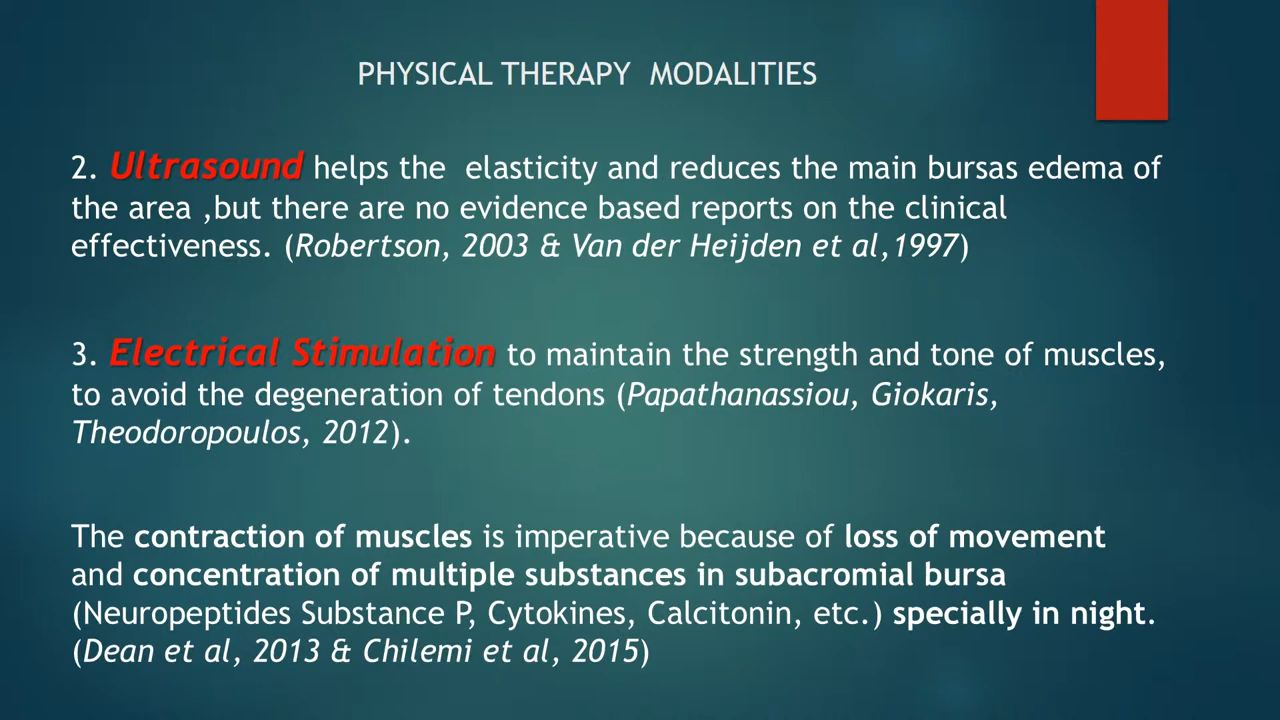 PHYSICAL THERAPY MODALITIES
2. Ultrasound helps the elasticity and reduces the main bursas edema of
the area ,but there are no evidence based reports on the clinical
effectiveness. (Robertson, 2003 & Van der Heijden et al,1997)
3. Electrical Stimulation to maintain the strength and tone of muscles,
to avoid the degeneration of tendons (Papathanassiou, Giokaris,
Theodoropoulos, 2012).
The contraction of muscles is imperative because of loss of movement
and concentration of multiple substances in subacromial bursa
(Neuropeptides Substance P, Cytokines, Calcitonin, etc.) specially in night.
(Dean et al, 2013 & Chilemi et al, 2015)